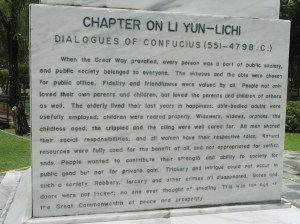 CHAPTER ON LI YUN-LICHI
DIALOGUES OF CONFUCIUS (551-479 B.C.)
When the Great Way prevailed, every person was a part of public society,
and public society belonged to everyone. The virtuous and the able were chosen
for public office. Fidelity and friendliness were valued by all. People not only
loved their own parents and children, but loved the parents and children of others
as well. The elderly lived their last years in happiness; able-bodied adults were
usefully employed; children were reared properly. Widowers, widows, orphans, the
childless aged, the crippled and the ailing were well cared for. All men shared
their social responsibilities, and all women have their respective roles. Natural
resources were fully used for the benefit of all, and not appropriated for selfish
ends. People wanted to contribute their strength and ability to society for
public good but not for private gain. Trickery and intrigue could not occur in
such a society. Robbery, larceny and other crimes all disappeared. Gates and
doors were not locked; no one ever thought of stealing. This was the Age of
the Great Commonwealth of peace and prosperity.